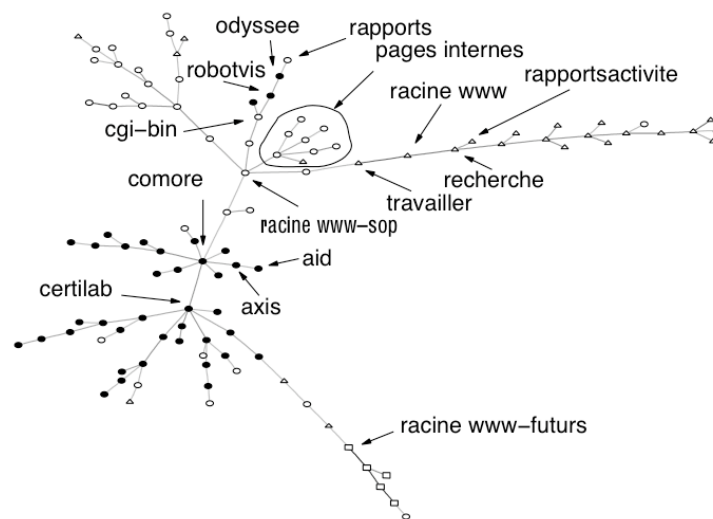 odyssee
rapports
pages internes
robotvis
rapportsactivite
racine www
cgi-bin
comore
recherche
travailler
racine www-sop
aid
certilab
axis
racine www-futurs